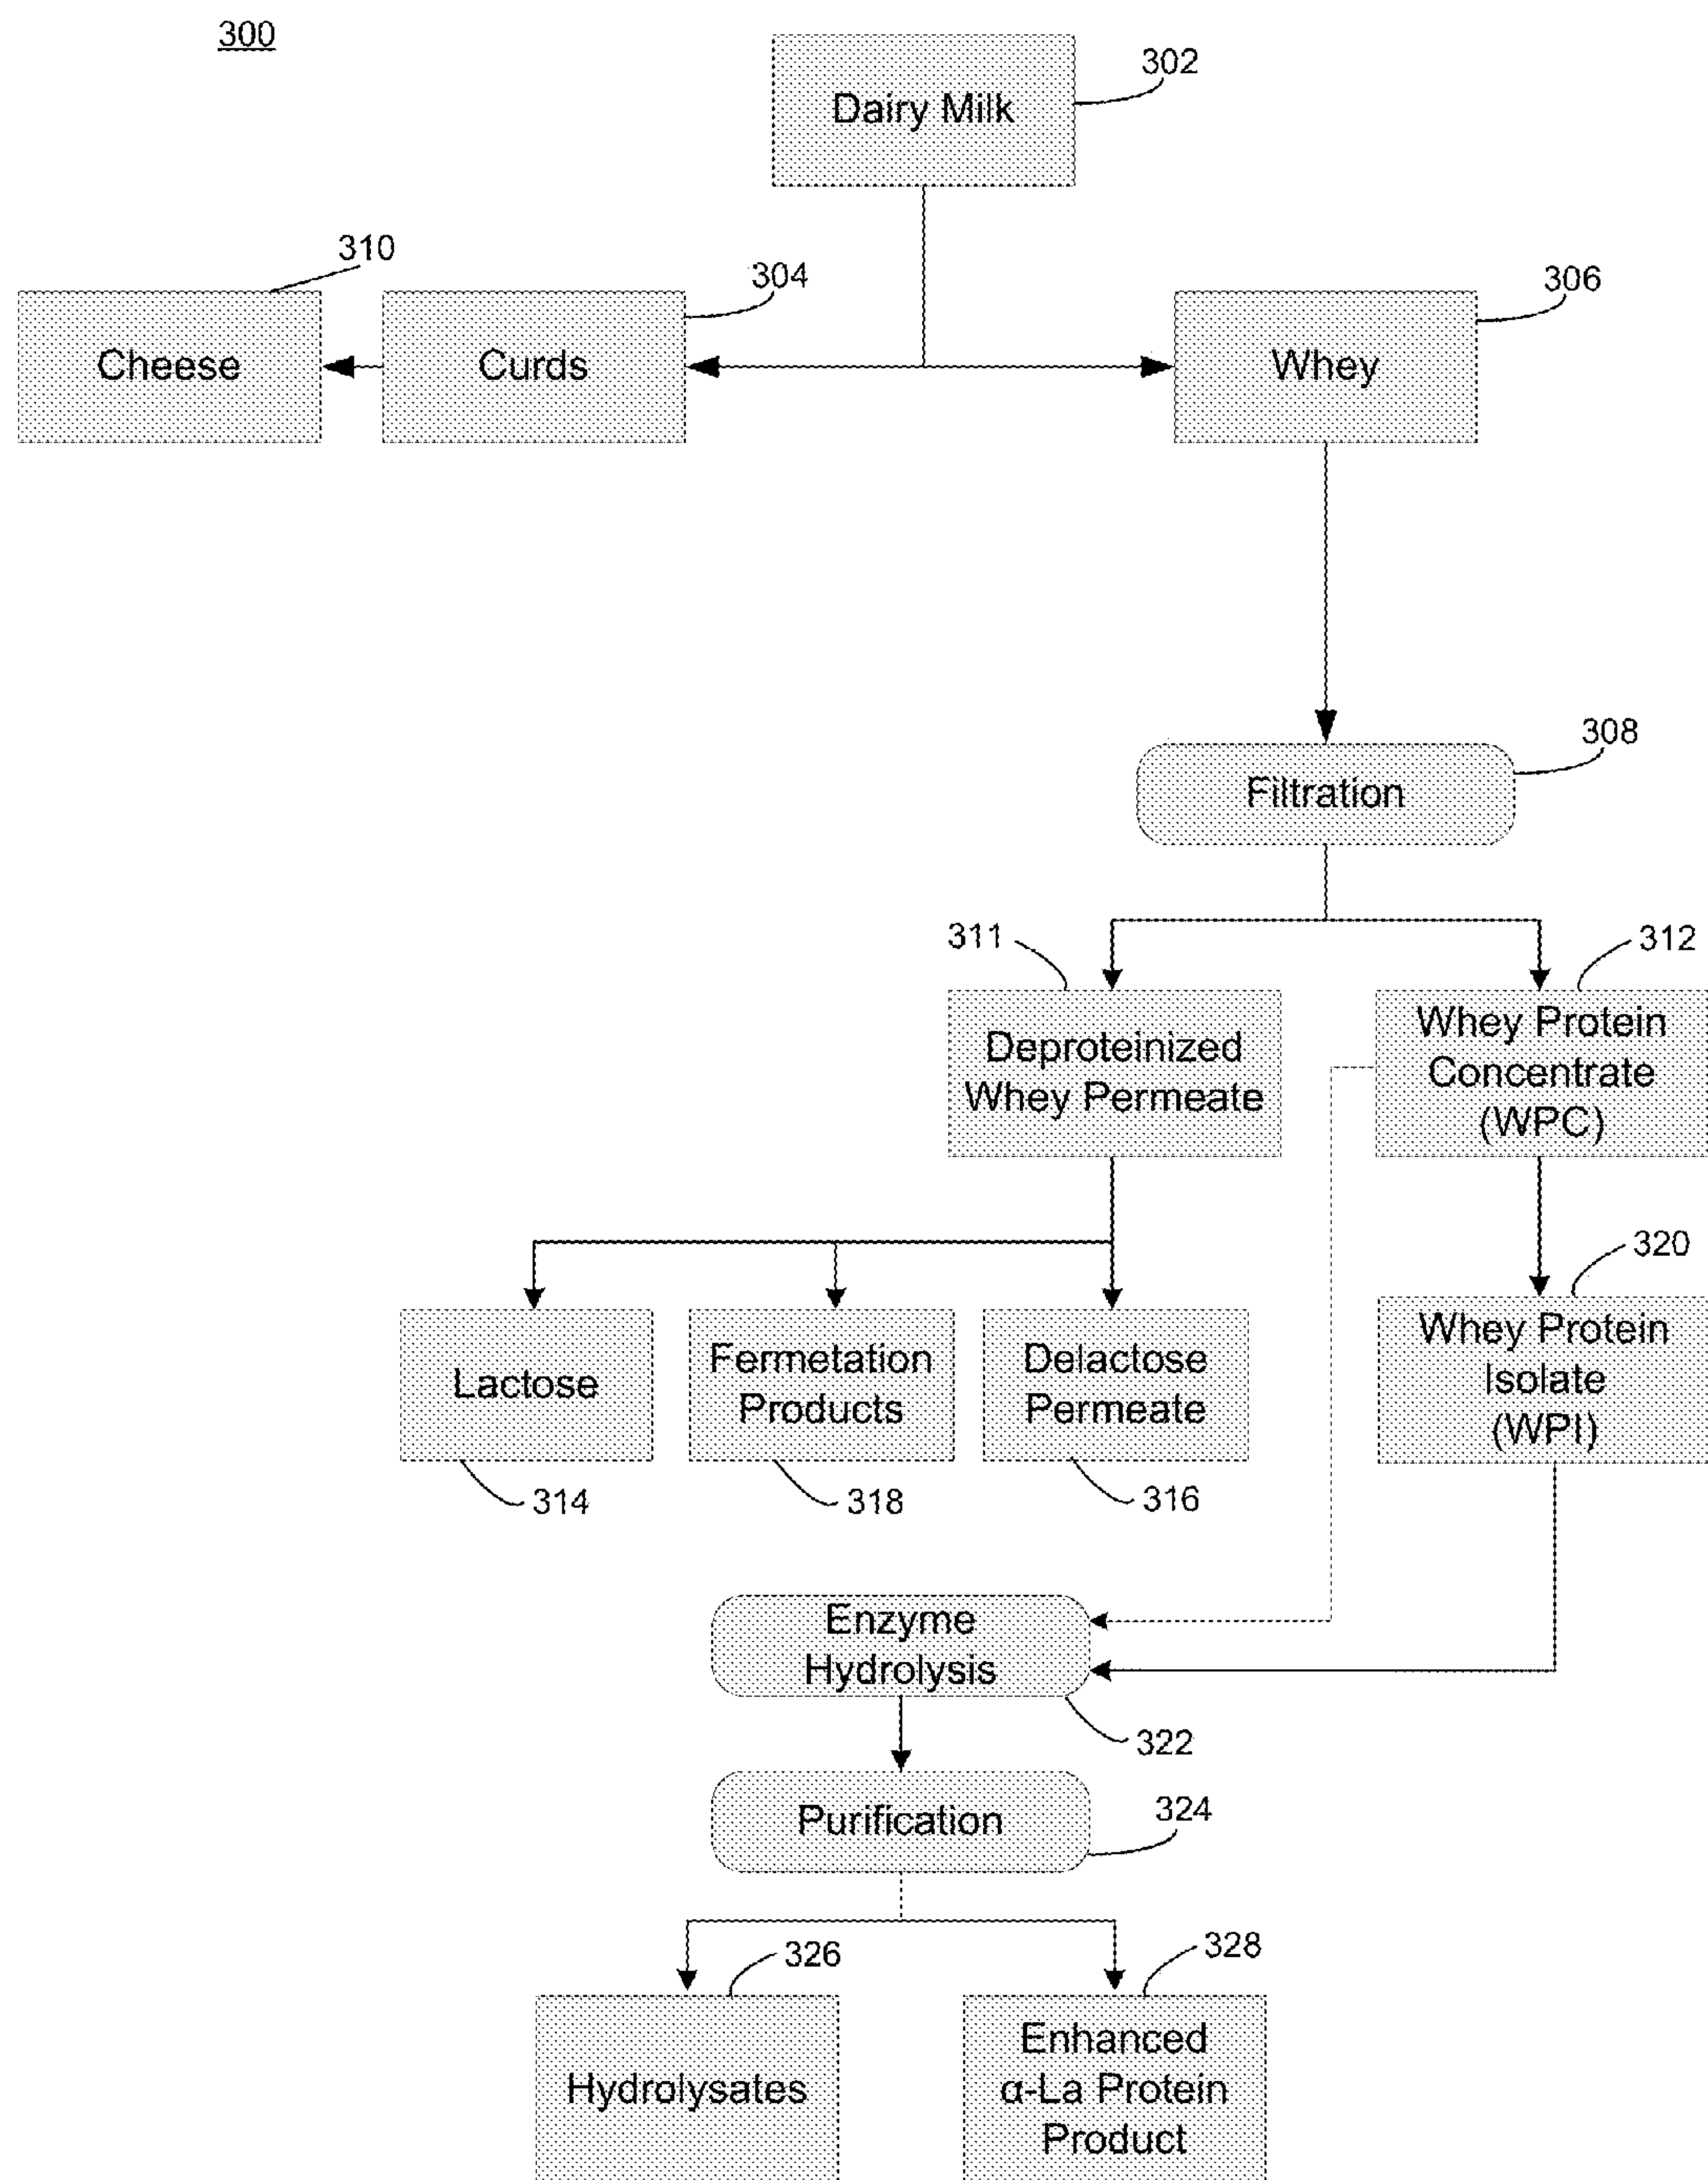 300
302
Dairy Milk
310
304
306
Cheese
Curds
Whey
308
Filtration
311
312
Deproteinized
Whey Permeate
Whey Protein
Concentrate
(WPC)
320
Lactose
Fermetation
Products
Delactose
Permeate
Whey Protein
Isolate
(WPI)
314
318
316
Enzyme
Hydrolysis
322
Purification
324
326
328
Hydrolysates
Enhanced
α-La Protein
Product